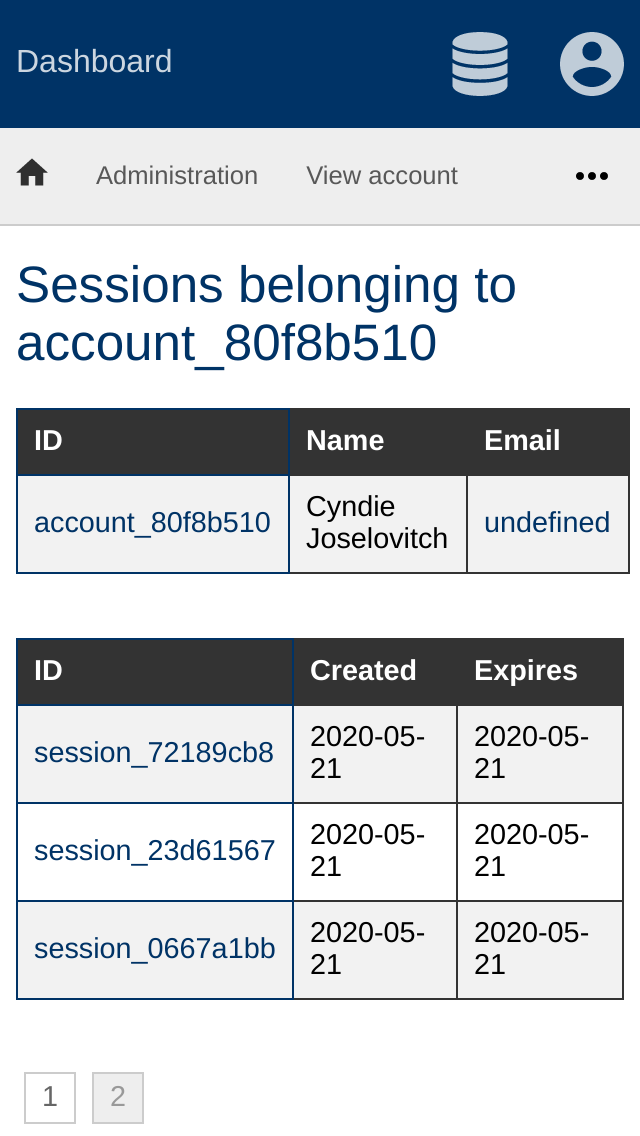 Dashboard
Administration View account
Sessions belonging to
account_80f8b510
ID Name Email
account_80f8b510 Cyndie Joselovitch undefined
ID Created Expires
session_72189cb8 2020-05-21 2020-05-21
session_23d61567 2020-05-21 2020-05-21
session_0667a1bb 2020-05-21 2020-05-21
1 2